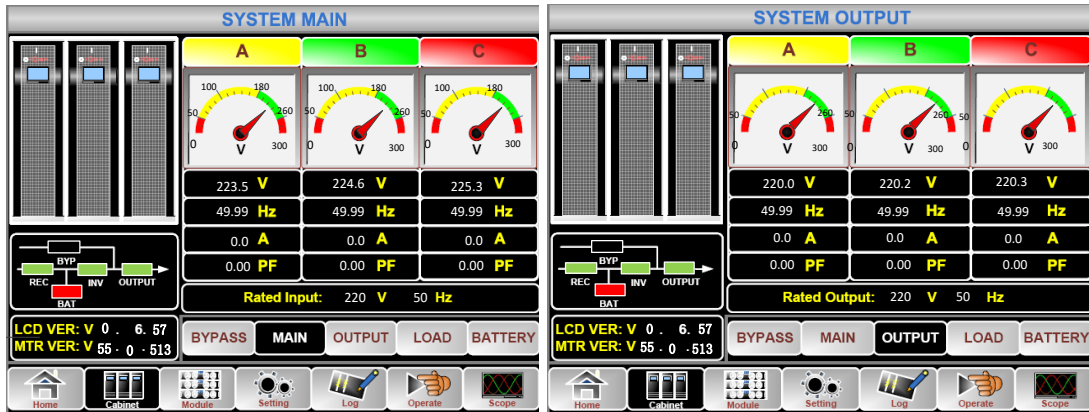 SYSTEM MAIN
A B C
50 100 180 260
0 V 300
50 100 180 260
0 V 300
100 180
50
0 V 300
223.5 V 224.6 V 225.3 V
49.99 Hz 49.99 Hz 49.99 Hz
0.0 A 0.0 A 0.0 A
0.00 PF 0.00 PF 0.00 PF
BYP
REC INV OUTPUT
BAT
Rated Input: 220 V 50 Hz
LCD VER: V 0 . 6. 57
MTR VER: V 55 . 0 . 513
BYPASS MAIN OUTPUT LOAD BATTERY
Home Cabinet Module Setting Log Operate Scope
SYSTEM OUTPUT
A B C
100 180
50 260
V 300
100 180
50 260
0 V 300
100 180
50
0 V 300
220.0 V 220.2 V 220.3 V
49.99 Hz 49.99 Hz 49.99 Hz
0.0 A 0.0 A 0.0 A
0.00 PF 0.00 PF 0.00 PF
BYP
REC INV OUTPUT
BAT
Rated Output: 220 V 50 Hz
LCD VER: V 0 . 6. 57
MTR VER: V 55 . 0 . 513
BYPASS MAIN OUTPUT LOAD BATTERY
Home Cabinet Module Setting Log Operate Scope